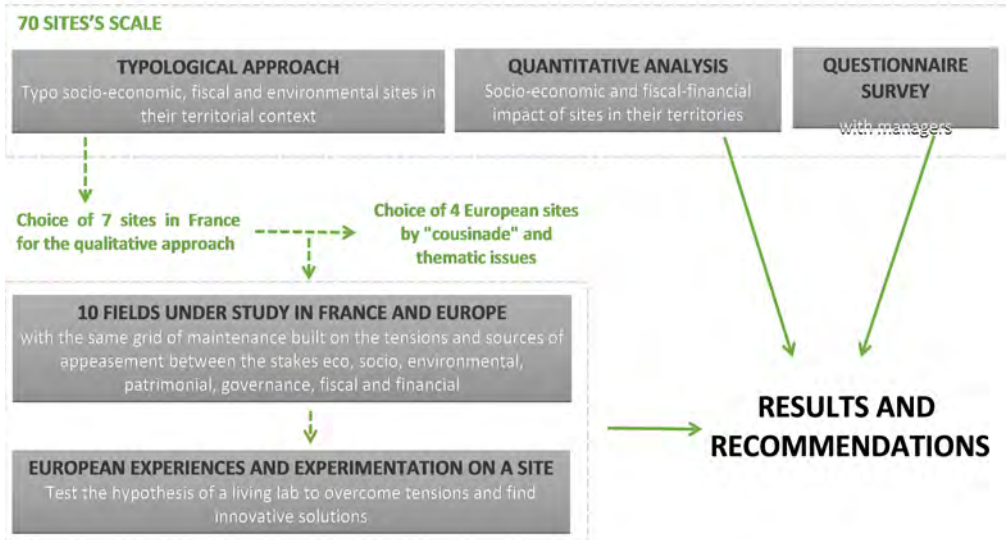 70 SITES'S SCALE
TYPOLOGICAL APPROACH
Typo socio-economic, fiscal and environmental sites in
their territorial context
QUANTITATIVE ANALYSIS
Socio-economic and fiscal-financial
impact of sites in their territories
QUESTIONNAIRE
SURVEY
with managers
Choice of 7 sites in France
for the qualitative approach
Choice of 4 European sites
by "cousinade" and
thematic issues
10 FIELDS UNDER STUDY IN FRANCE AND EUROPE
with the same grid of maintenance built on the tensions and sources of
appeasement between the stakes eco, socio, environmental,
patrimonial, governance, fiscal and financial
EUROPEAN EXPERIENCES AND EXPERIMENTATION ON A SITE
Test the hypothesis of a living lab to overcome tensions and find
innovative solutions
RESULTS AND
RECOMMENDATIONS